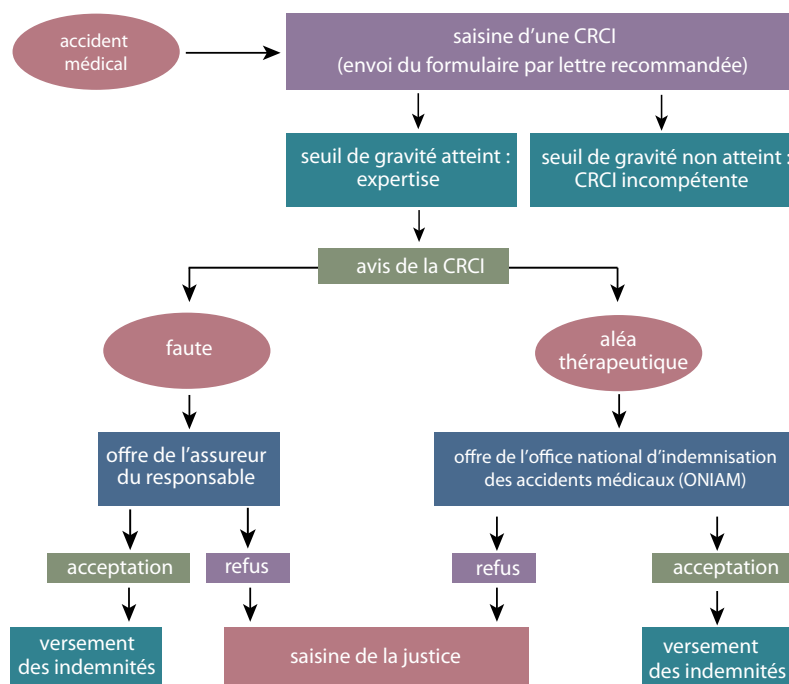 accident
médical
saisine d'une CRCI
(envoi du formulaire par lettre recommandée)
seuil de gravité atteint :
expertise
seuil de gravité non atteint :
CRCI incompétente
avis de la CRCI
faute
aléa
thérapeutique
offre de l'assureur
du responsable
offre de l'office national d'indemnisation
des accidents médicaux (ONIAM)
acceptation
refus
refus
acceptation
versement
des indemnités
saisine de la justice
versement
des indemnités